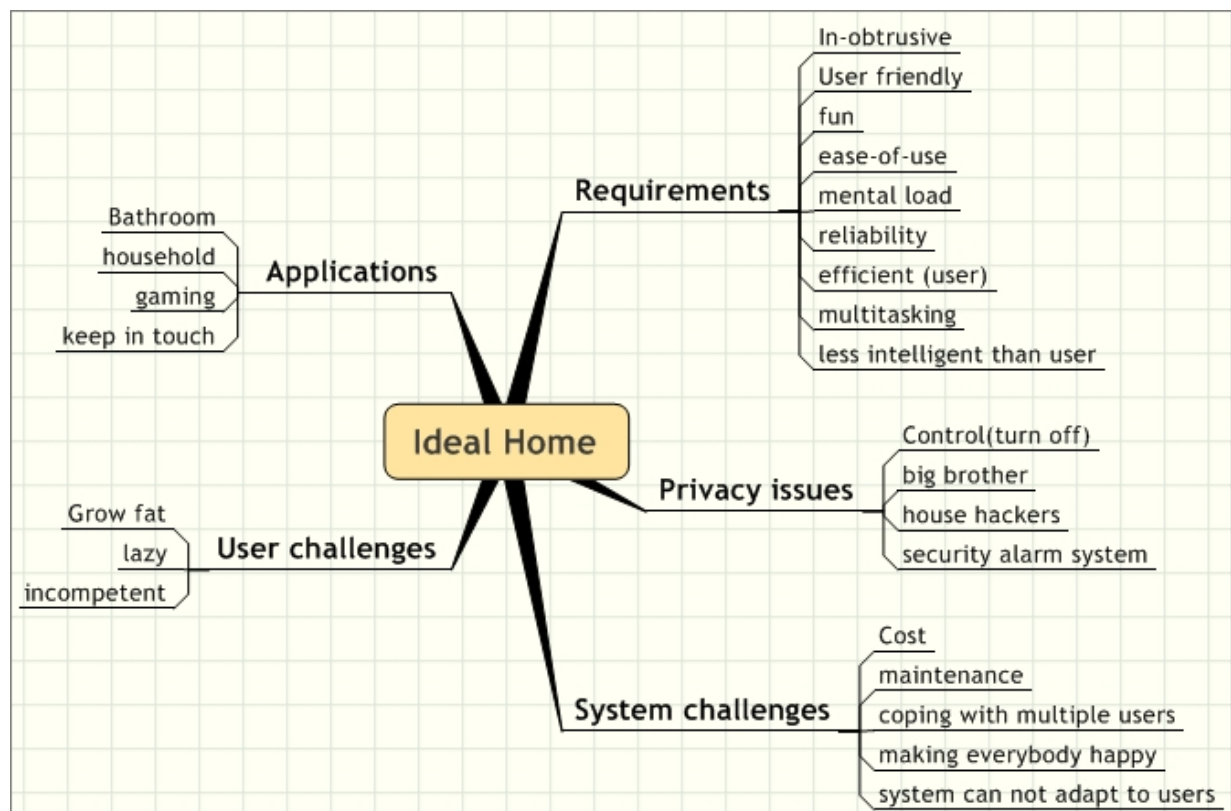 Ideal Home
Requirements
In-obtrusive
User friendly
fun
ease-of-use
mental load
reliability
efficient (user)
multitasking
less intelligent than user
Privacy issues
Control(turn off)
big brother
house hackers
security alarm system
System challenges
Cost
maintenance
coping with multiple users
making everybody happy
system can not adapt to users
Applications
Bathroom
household
gaming
keep in touch
User challenges
Grow fat
lazy
incompetent